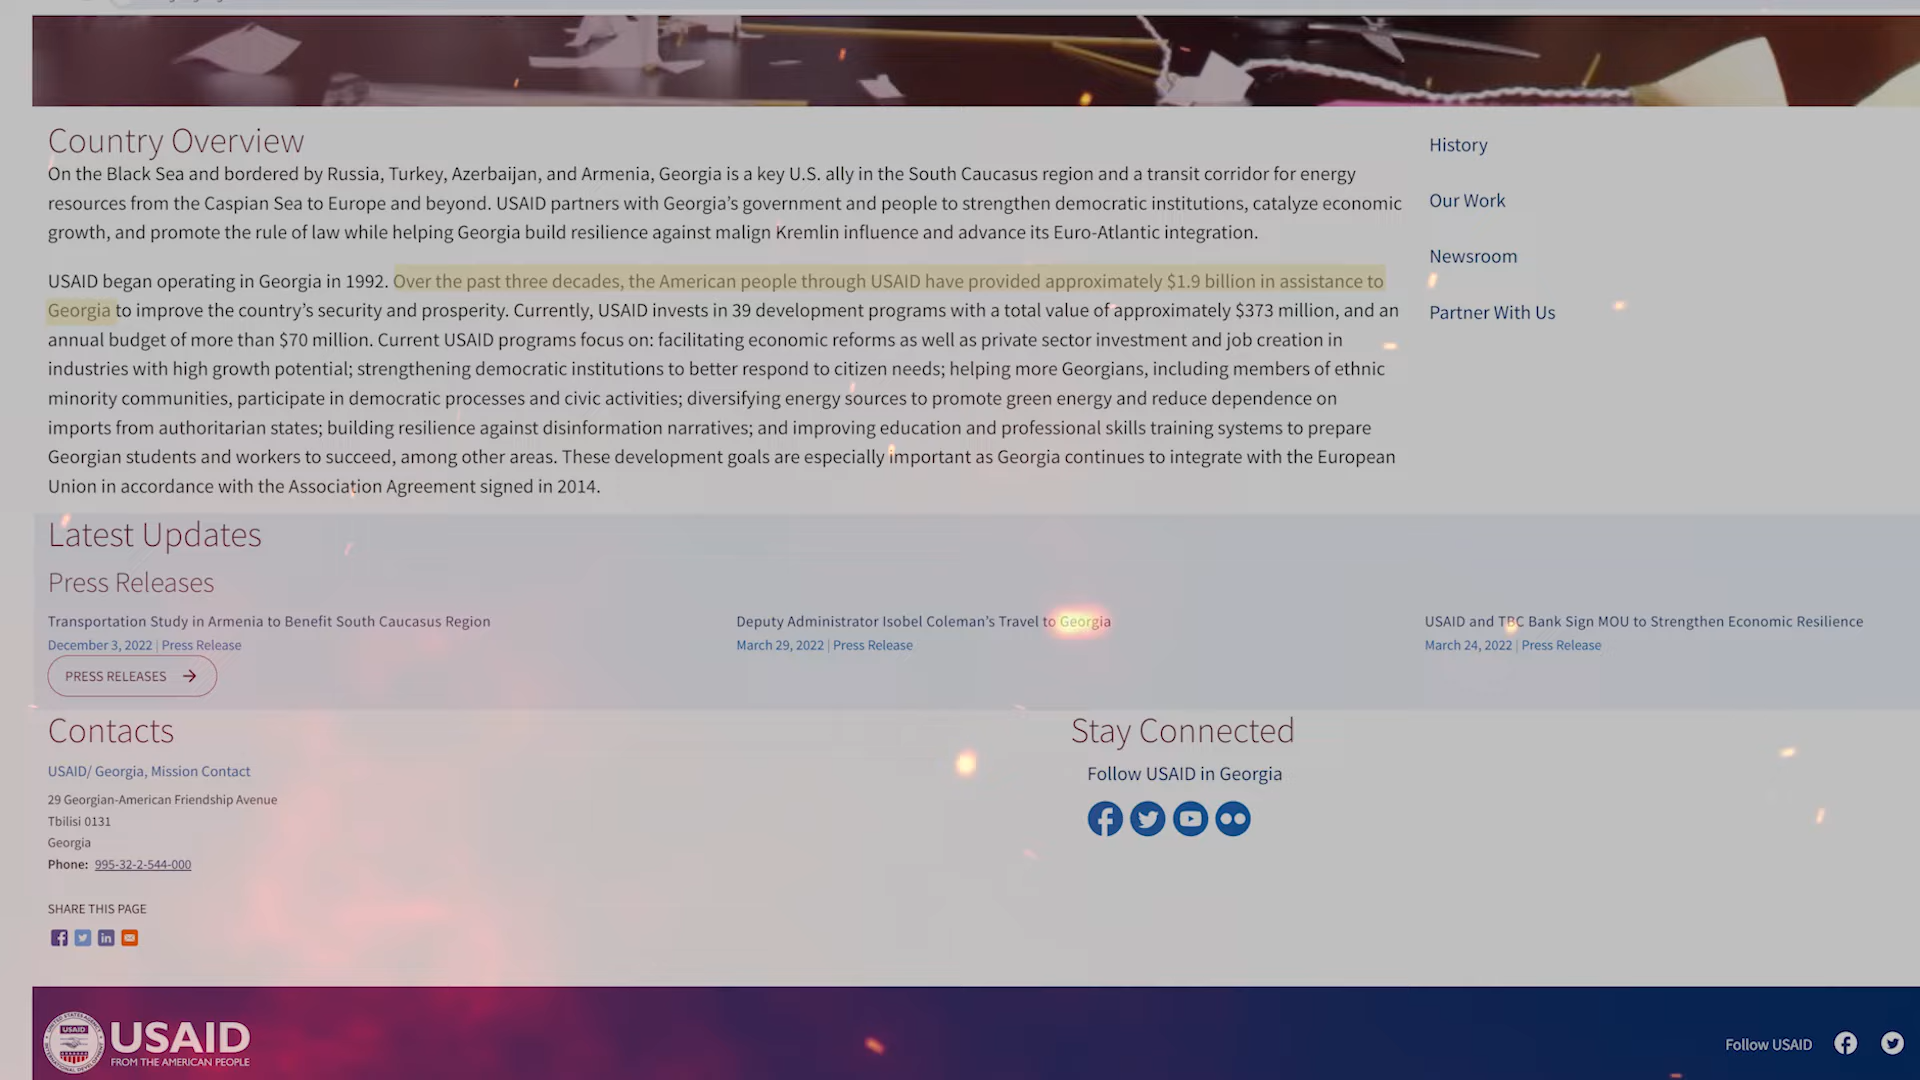 Country Overview
On the Black Sea and bordered by Russia, Turkey, Azerbaijan, and Armenia, Georgia is a key U.S. ally in the South Caucasus region and a transit corridor for energy
resources from the Caspian Sea to Europe and beyond. USAID partners with Georgia’s government and people to strengthen democratic institutions, catalyze economic
growth, and promote the rule of law while helping Georgia build resilience against malign Kremlin influence and advance its Euro-Atlantic integration.
USAID began operating in Georgia in 1992. Over the past three decades, the American people through USAID have provided approximately $1.9 billion in assistance to
Georgia to improve the country’s security and prosperity. Currently, USAID invests in 39 development programs with a total value of approximately $373 million, and an
annual budget of more than $70 million. Current USAID programs focus on: facilitating economic reforms as well as private sector investment and job creation in
industries with high growth potential; strengthening democratic institutions to better respond to citizen needs; helping more Georgians, including members of ethnic
minority communities, participate in democratic processes and civic activities; diversifying energy sources to promote green energy and reduce dependence on
imports from authoritarian states; building resilience against disinformation narratives; and improving education and professional skills training systems to prepare
Georgian students and workers to succeed, among other areas. These development goals are especially important as Georgia continues to integrate with the European
Union in accordance with the Association Agreement signed in 2014.
History
Our Work
Newsroom
Partner With Us
Latest Updates
Press Releases
Transportation Study in Armenia to Benefit South Caucasus Region
December 3, 2022 | Press Release
Deputy Administrator Isobel Coleman’s Travel to Georgia
March 29, 2022 | Press Release
USAID and TBC Bank Sign MOU to Strengthen Economic Resilience
March 24, 2022 | Press Release
PRESS RELEASES
Contacts
USAID/ Georgia, Mission Contact
29 Georgian-American Friendship Avenue
Tbilisi 0131
Georgia
Phone: 995-32-2-544-000
SHARE THIS PAGE
Stay Connected
Follow USAID in Georgia
USAID
USAID
FROM THE AMERICAN PEOPLE
Follow USAID